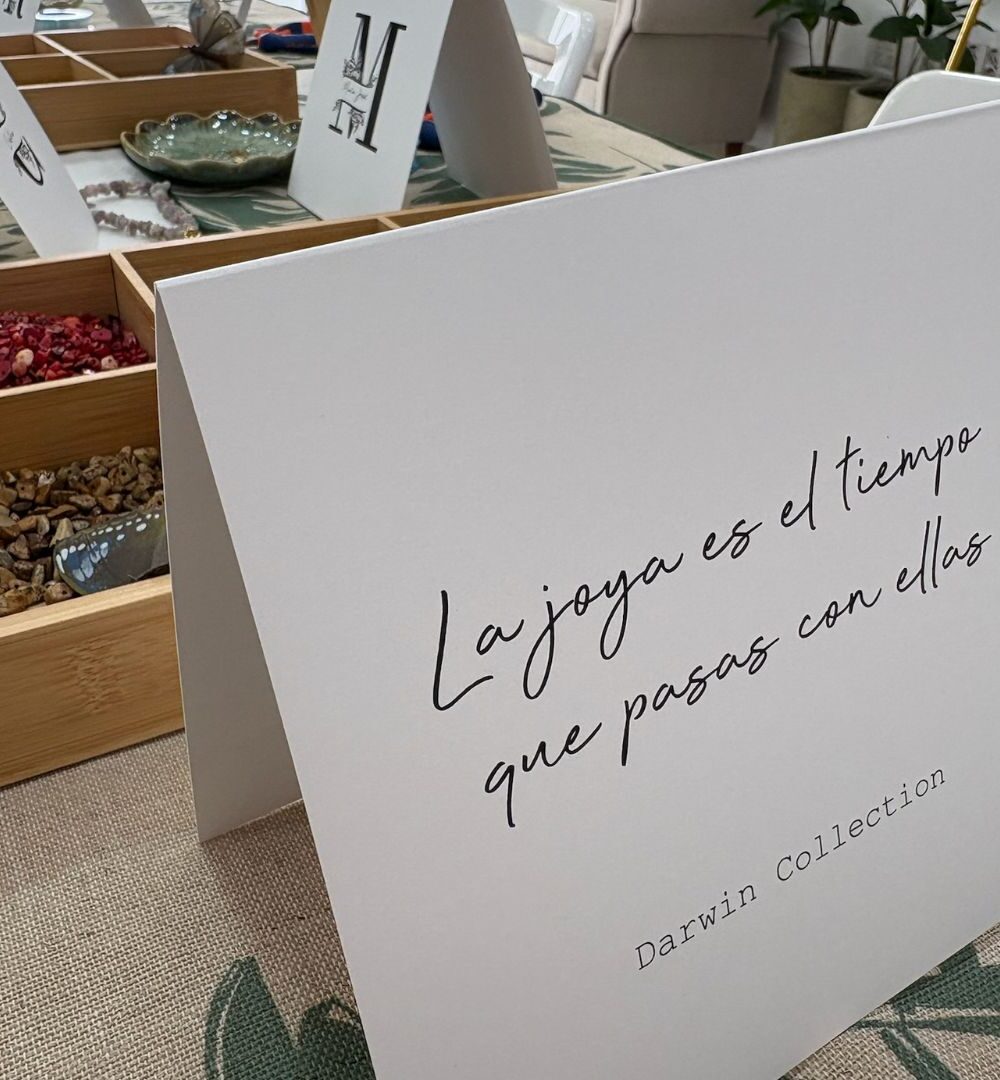 M
La joya es el tiempo
que pasas con ellas
Darwin Collection